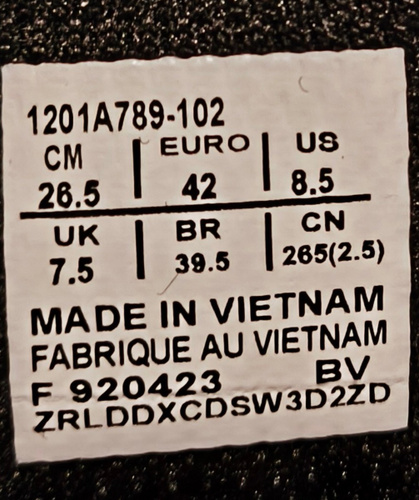 1201A789-102
CM EURO US
26.5 42 8.5
UK BR CN
7.5 39.5 265(2.5)
MADE IN VIETNAM
FABRIQUE AU VIETNAM
F 920423 BV
ZRLDDXCDSW3D2ZD